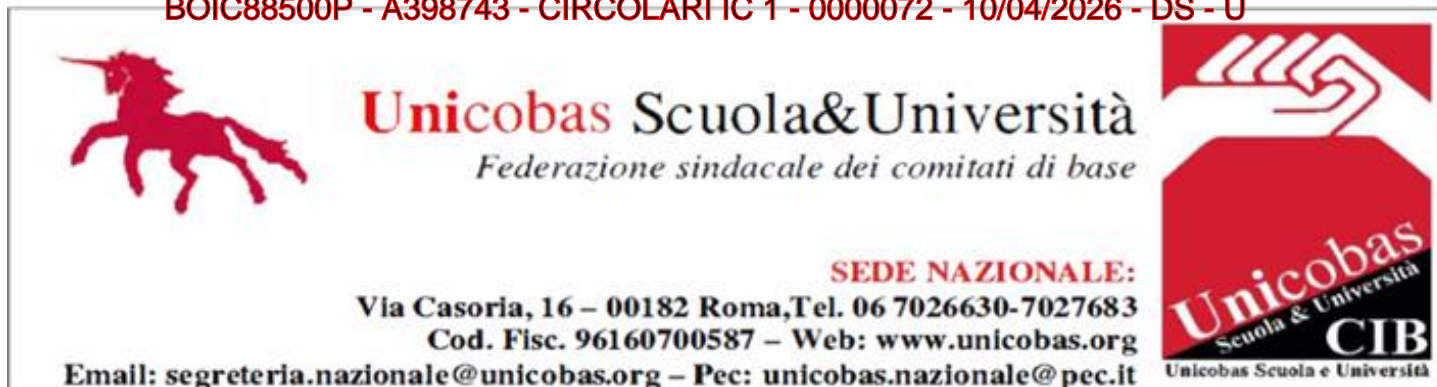 BOIC88500P - A398743 - CIRCOLARI IC 1 - 0000072 - 10/04/2026 - DS - U
Unicobas Scuola&Università
Federazione sindacale dei comitati di base
SEDE NAZIONALE:
Via Casoria, 16 – 00182 Roma,Tel. 06 7026630-7027683
Cod. Fisc. 96160700587 – Web: www.unicobas.org
Email: segreteria.nazionale@unicobas.org – Pec: unicobas.nazionale@pec.it
Unicobas
Scuola & Università
CIB
Unicobas Scuola e Università